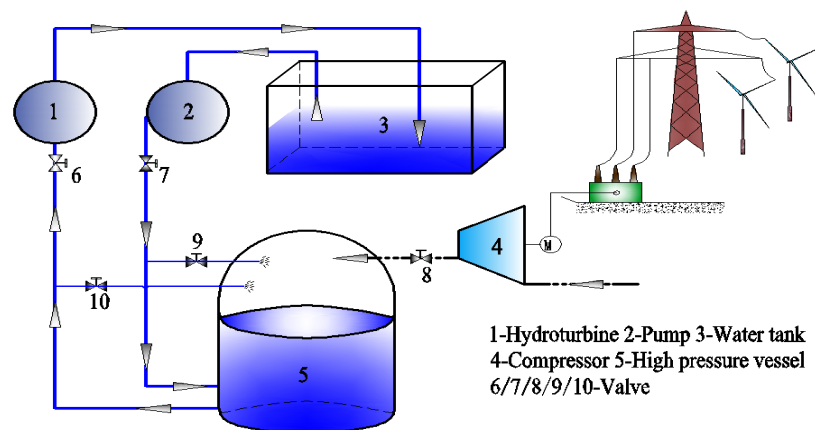 1
2
3
6
7
9
10
8
4
M
5
1-Hydroturbine 2-Pump 3-Water tank
4-Compressor 5-High pressure vessel
6/7/8/9/10-Valve